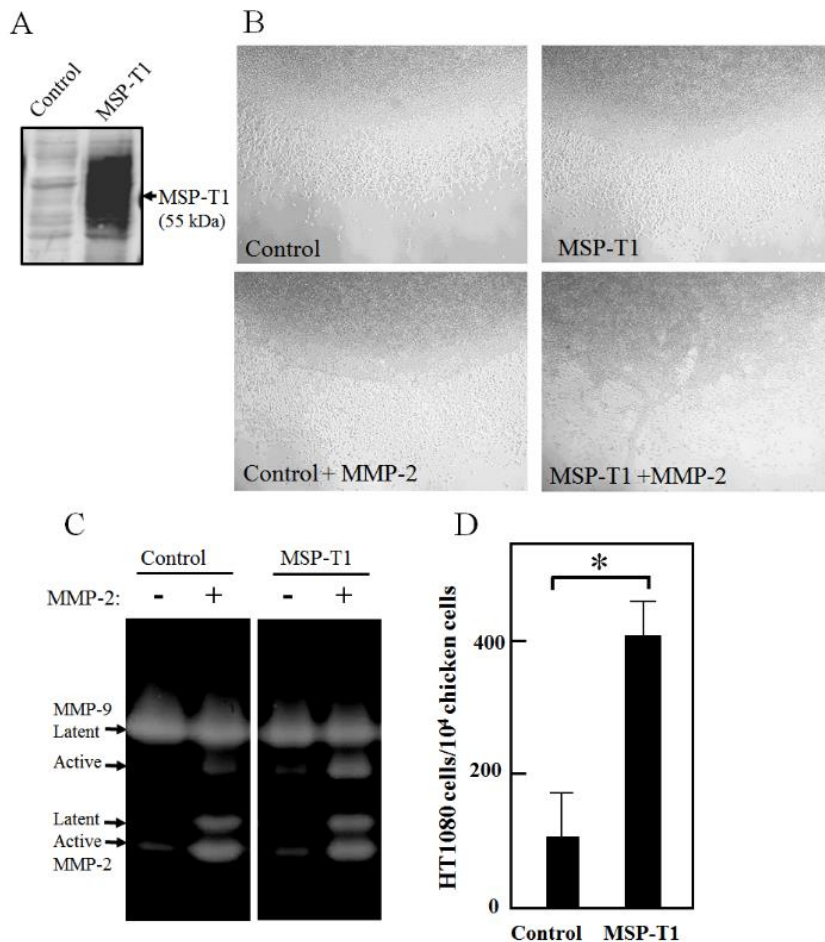 A
Control
MSP-T1
MSP-T1
(55 kDa)
B
Control
MSP-T1
Control + MMP-2
MSP-T1 +MMP-2
C
Control
MSP-T1
MMP-2:
-
+
-
+
MMP-9
Latent
Active
Latent
Active
MMP-2
D
*
HT1080 cells/10⁴ chicken cells
400
200
0
Control
MSP-T1